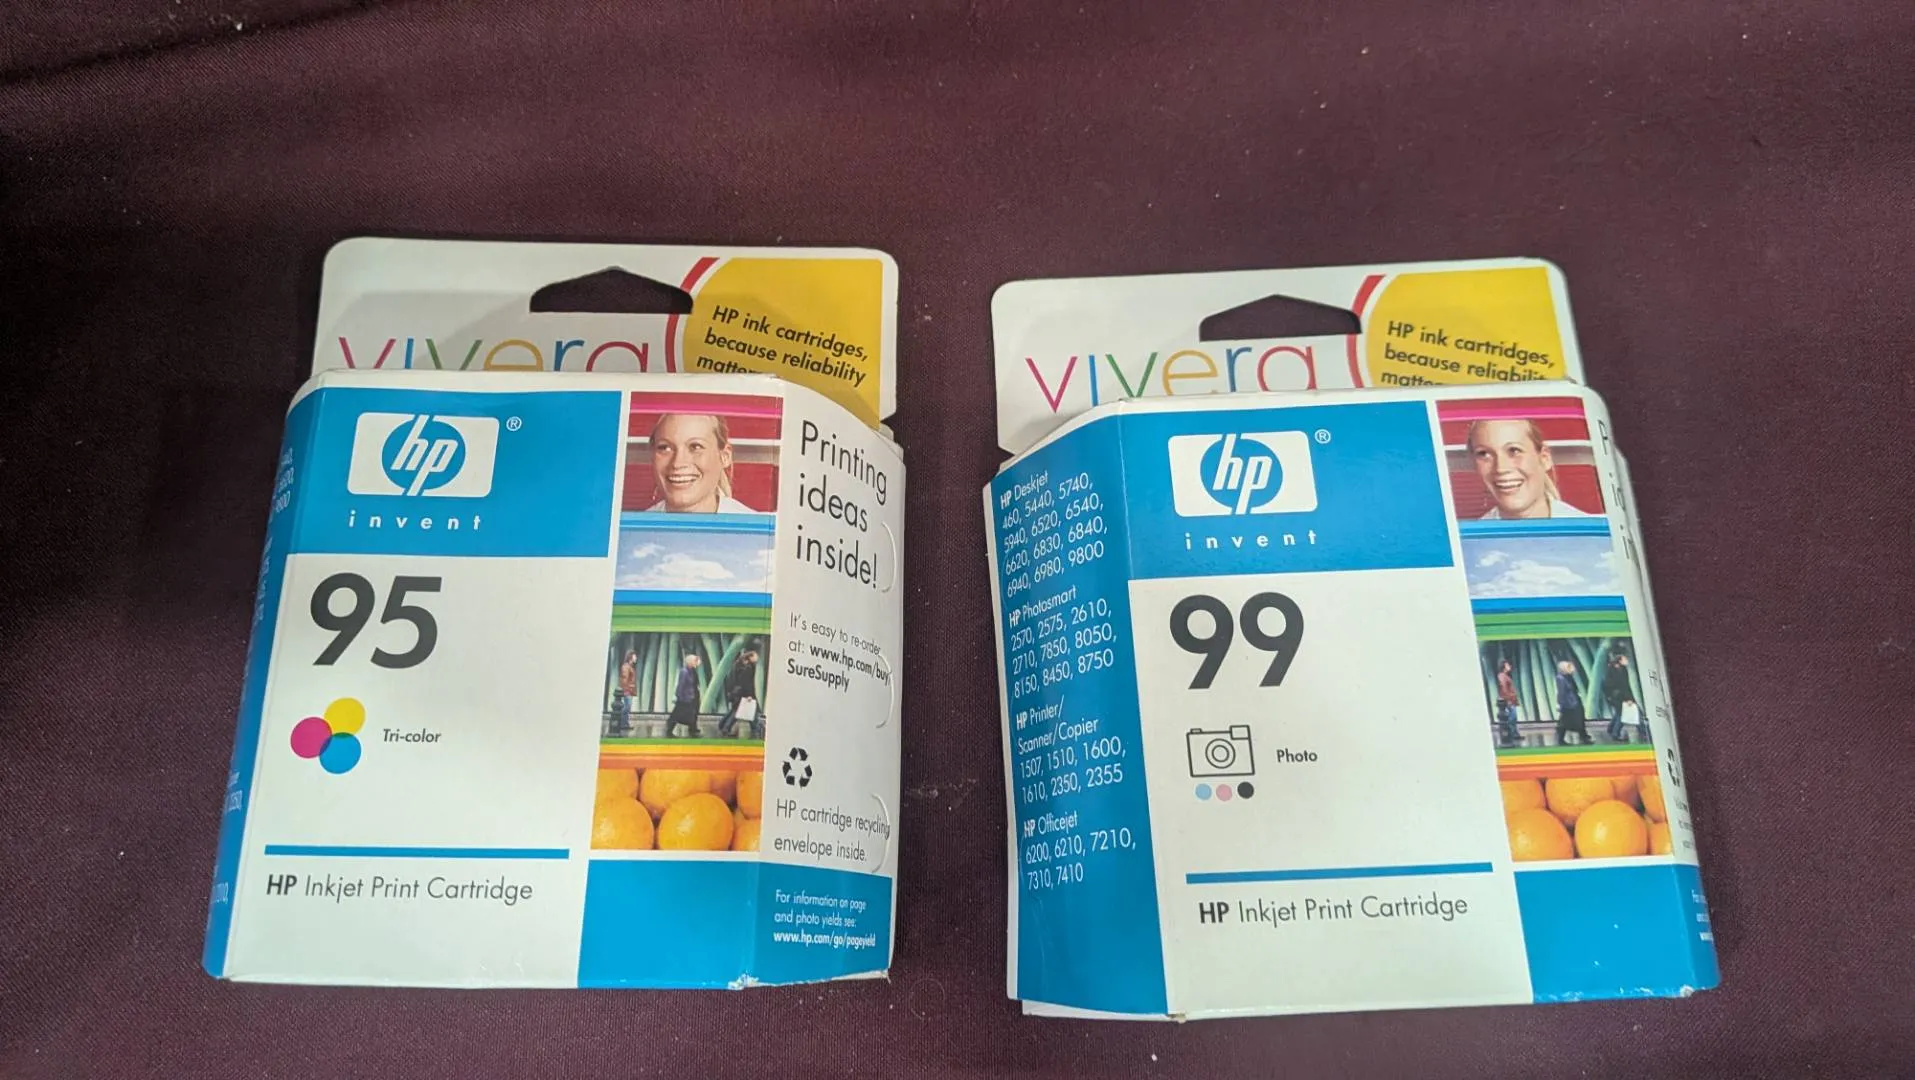 vivera
HP ink cartridges,
because reliability
hp ®
invent
95
Tri-color
HP Inkjet Print Cartridge
Printing
ideas
inside!
It's easy to re-order
at: www.hp.com/buy
SureSupply
HP cartridge recycling
envelope inside.
For information on page
and photo yields see:
www.hp.com/go/pageyield
vivera
HP ink cartridges,
because
HP Deskjet
460, 5440, 5740,
5940, 6520, 6540,
6620, 6830, 6840,
6940, 6980, 9800
HP Photosmart
2570, 2575, 2610,
2710, 7850, 8050,
8150, 8450, 8750
HP Printer/
Scanner/Copier
1507, 1510, 1600,
1610, 2350, 2355
HP Officejet
6200, 6210, 7210,
7310, 7410
hp ®
invent
99
Photo
HP Inkjet Print Cartridge